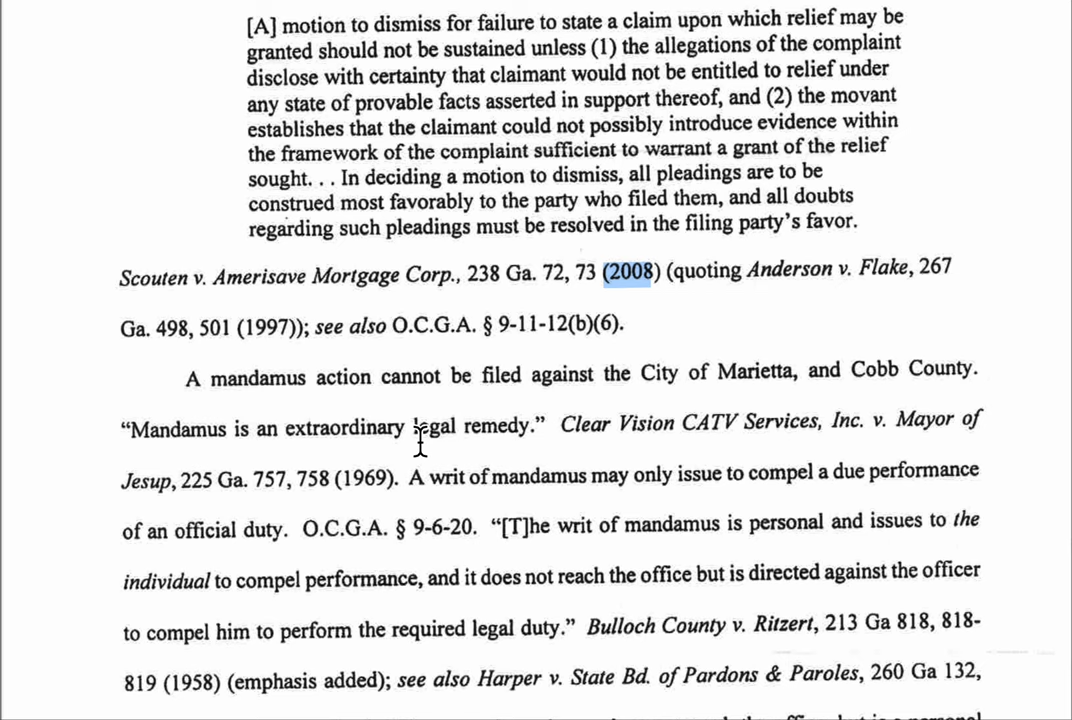 [A] motion to dismiss for failure to state a claim upon which relief may be
granted should not be sustained unless (1) the allegations of the complaint
disclose with certainty that claimant would not be entitled to relief under
any state of provable facts asserted in support thereof, and (2) the movant
establishes that the claimant could not possibly introduce evidence within
the framework of the complaint sufficient to warrant a grant of the relief
sought. . . In deciding a motion to dismiss, all pleadings are to be
construed most favorably to the party who filed them, and all doubts
regarding such pleadings must be resolved in the filing party's favor.
Scouten v. Amerisave Mortgage Corp., 238 Ga. 72, 73 (2008) (quoting Anderson v. Flake, 267
Ga. 498, 501 (1997)); see also O.C.G.A. § 9-11-12(b)(6).
A mandamus action cannot be filed against the City of Marietta, and Cobb County.
“Mandamus is an extraordinary legal remedy.” Clear Vision CATV Services, Inc. v. Mayor of
Jesup, 225 Ga. 757, 758 (1969). A writ of mandamus may only issue to compel a due performance
of an official duty. O.C.G.A. § 9-6-20. “[T]he writ of mandamus is personal and issues to the
individual to compel performance, and it does not reach the office but is directed against the officer
to compel him to perform the required legal duty.” Bulloch County v. Ritzert, 213 Ga 818, 818-
819 (1958) (emphasis added); see also Harper v. State Bd. of Pardons & Paroles, 260 Ga 132,